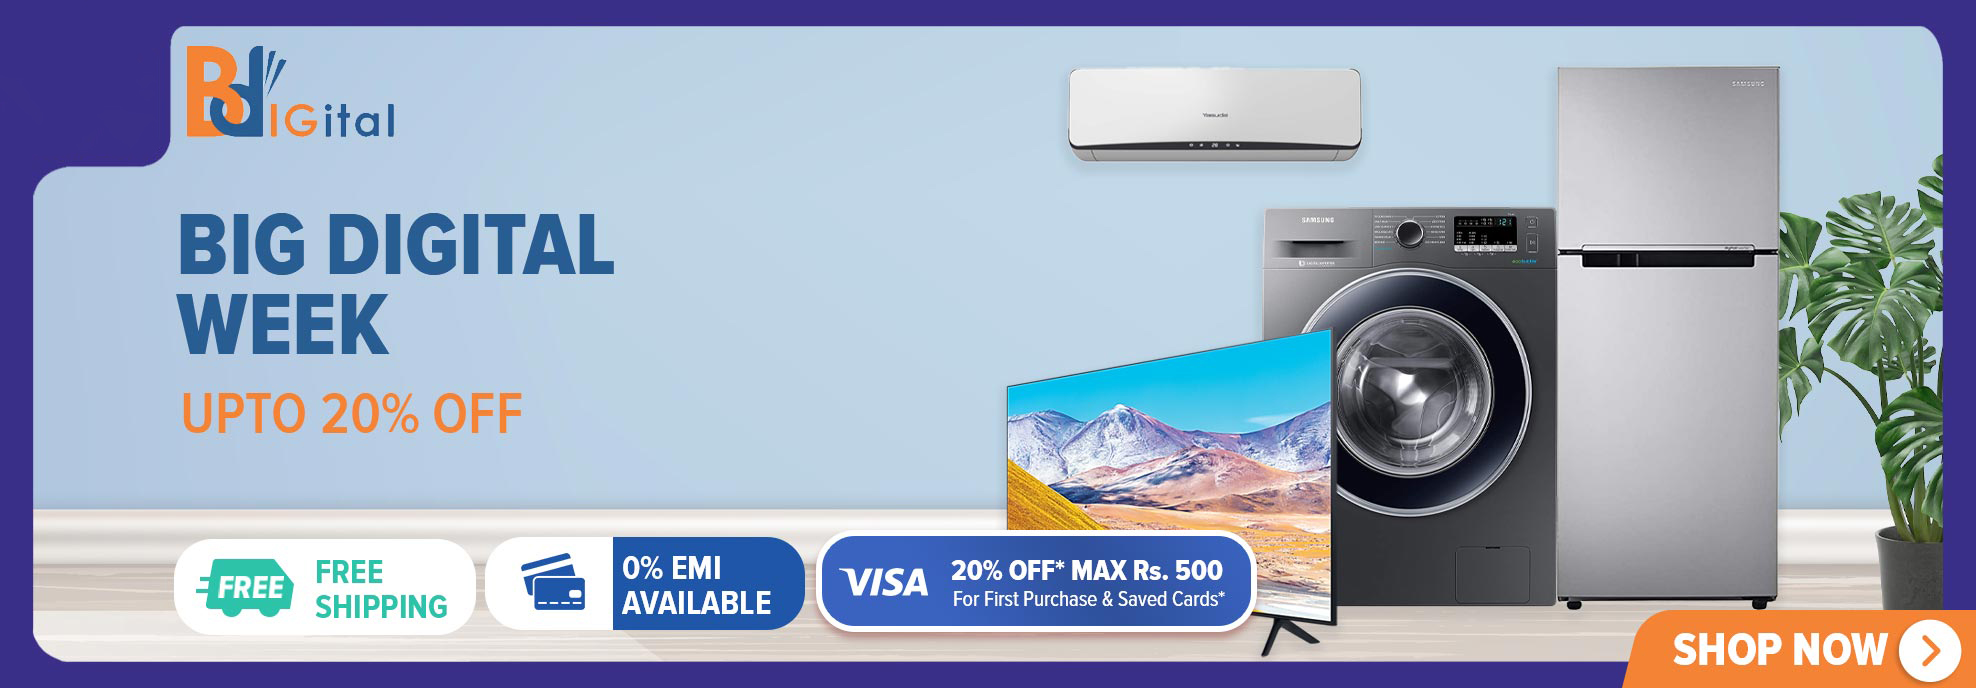 BdIGital
BIG DIGITAL
WEEK
UPTO 20% OFF
SAMSUNG
SAMSUNG
FREE
FREE
SHIPPING
0% EMI
AVAILABLE
VISA
20% OFF* MAX Rs. 500
For First Purchase & Saved Cards*
SHOP NOW